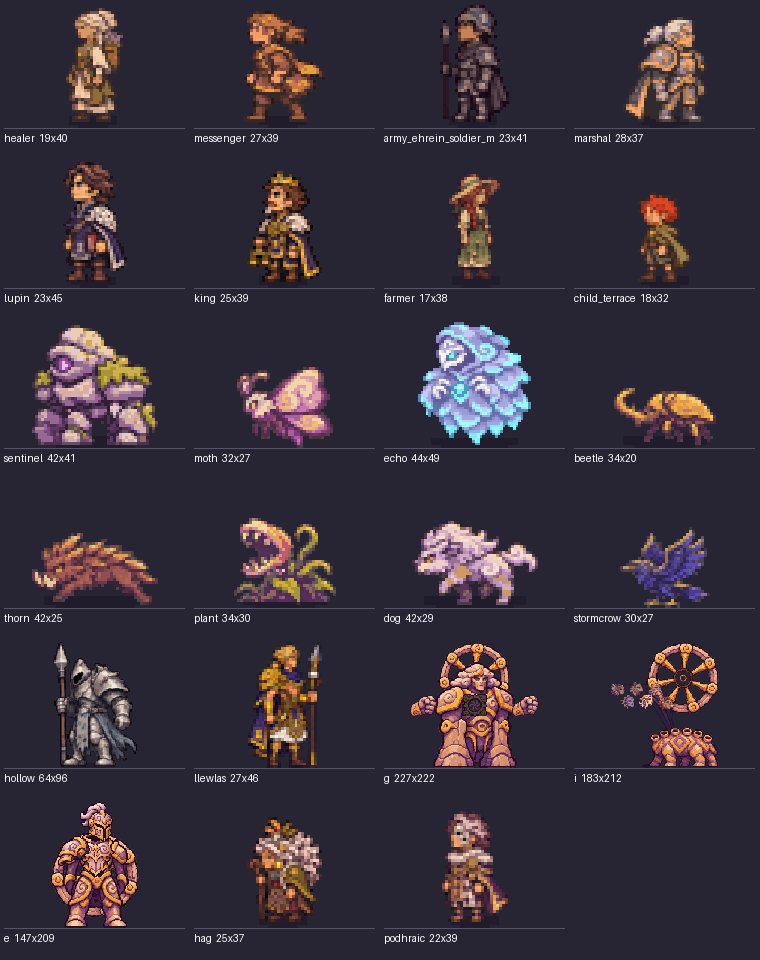 healer 19x40 messenger 27x39 army_ehrein_soldier_m 23x41 marshal 28x37
lupin 23x45 king 25x39 farmer 17x38 child_terrace 18x32
sentinel 42x41 moth 32x27 echo 44x49 beetle 34x20
thorn 42x25 plant 34x30 dog 42x29 stormcrow 30x27
hollow 64x96 llewlas 27x46 g 227x222 i 183x212
e 147x209 hag 25x37 podhraic 22x39